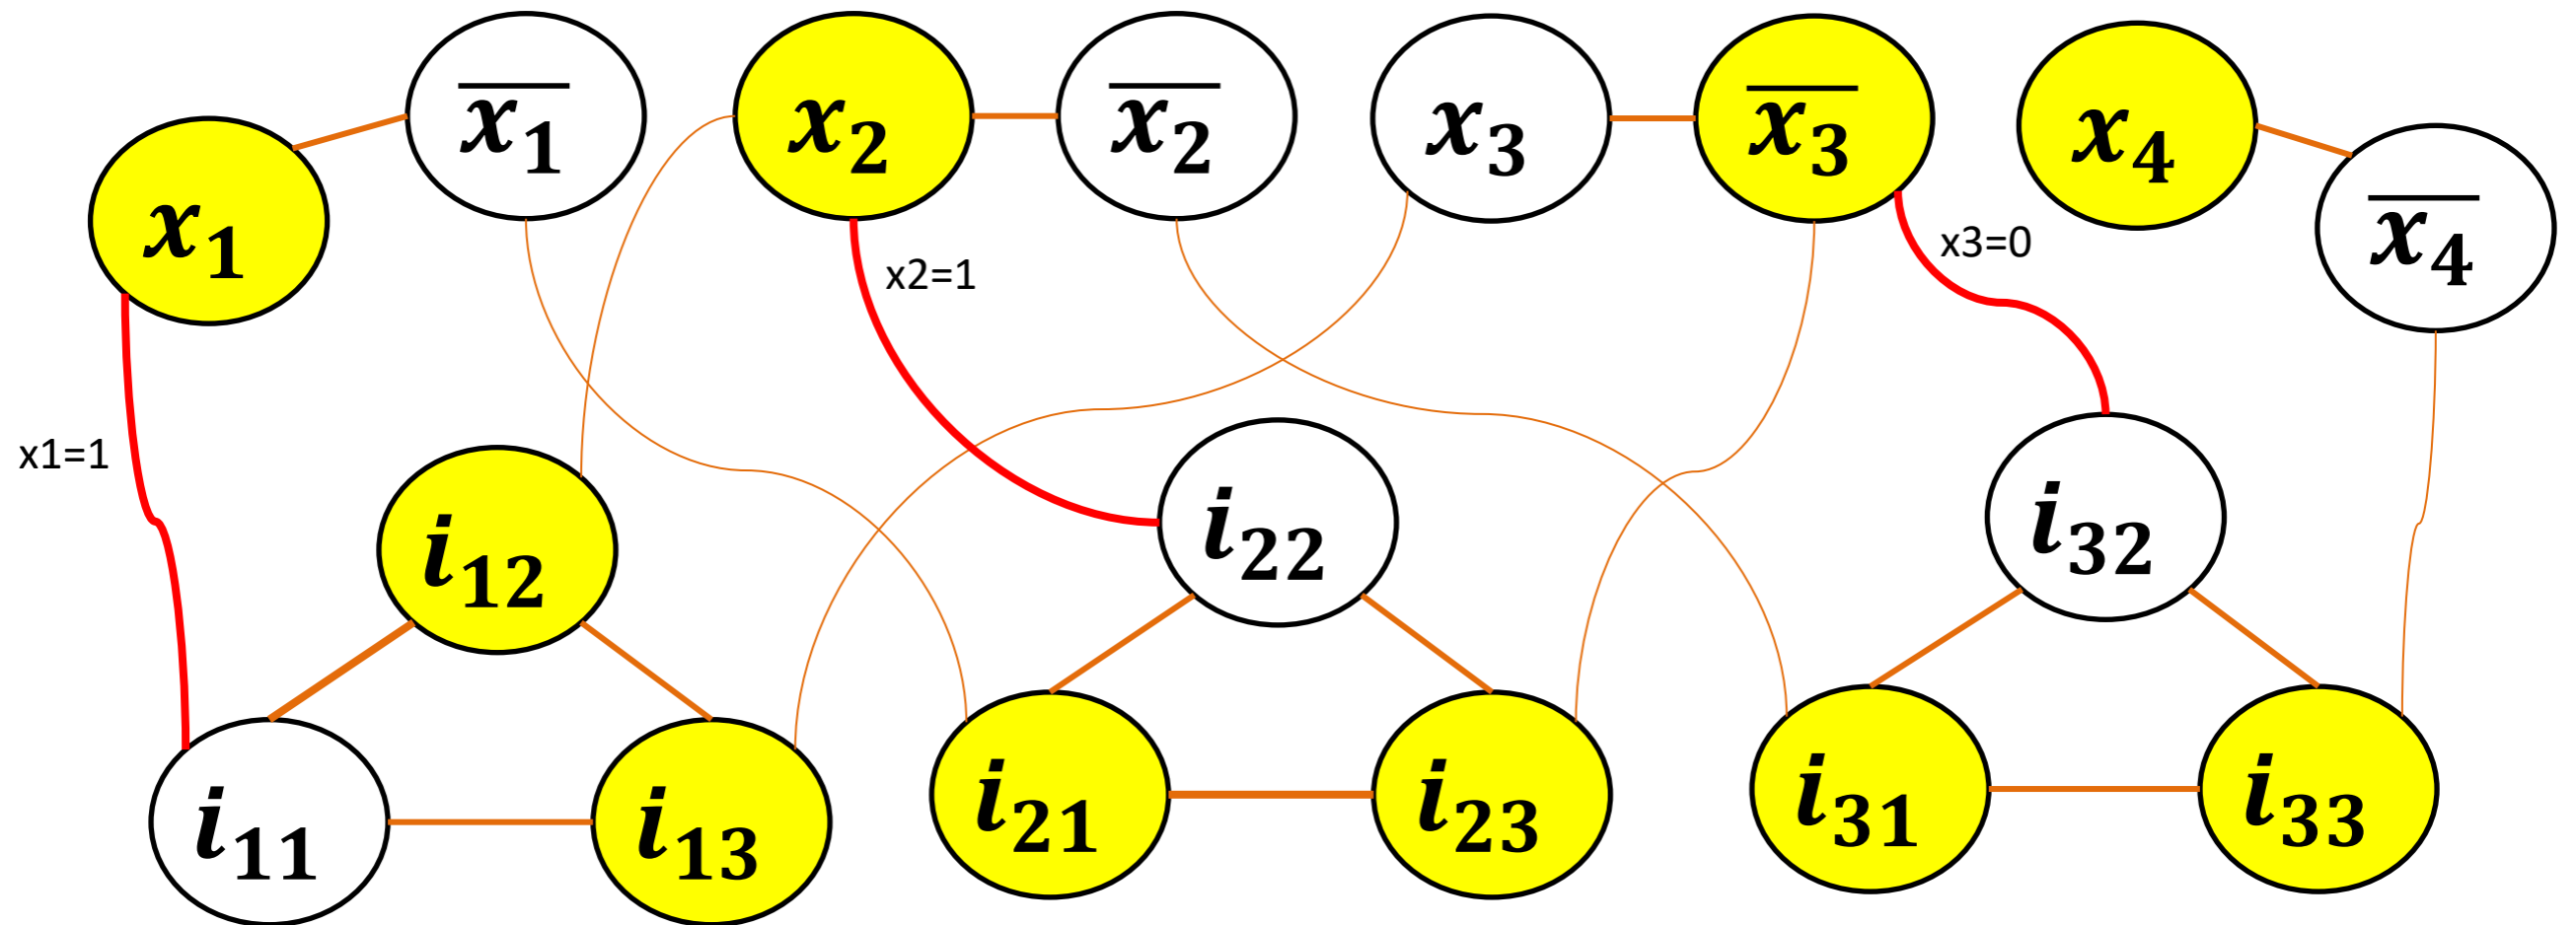 x₁
x̅₁
x₂
x̅₂
x₃
x̅₃
x₄
x̅₄
x2=1
x3=0
x1=1
i₁₂
i₂₂
i₃₂
i₁₁
i₁₃
i₂₁
i₂₃
i₃₁
i₃₃